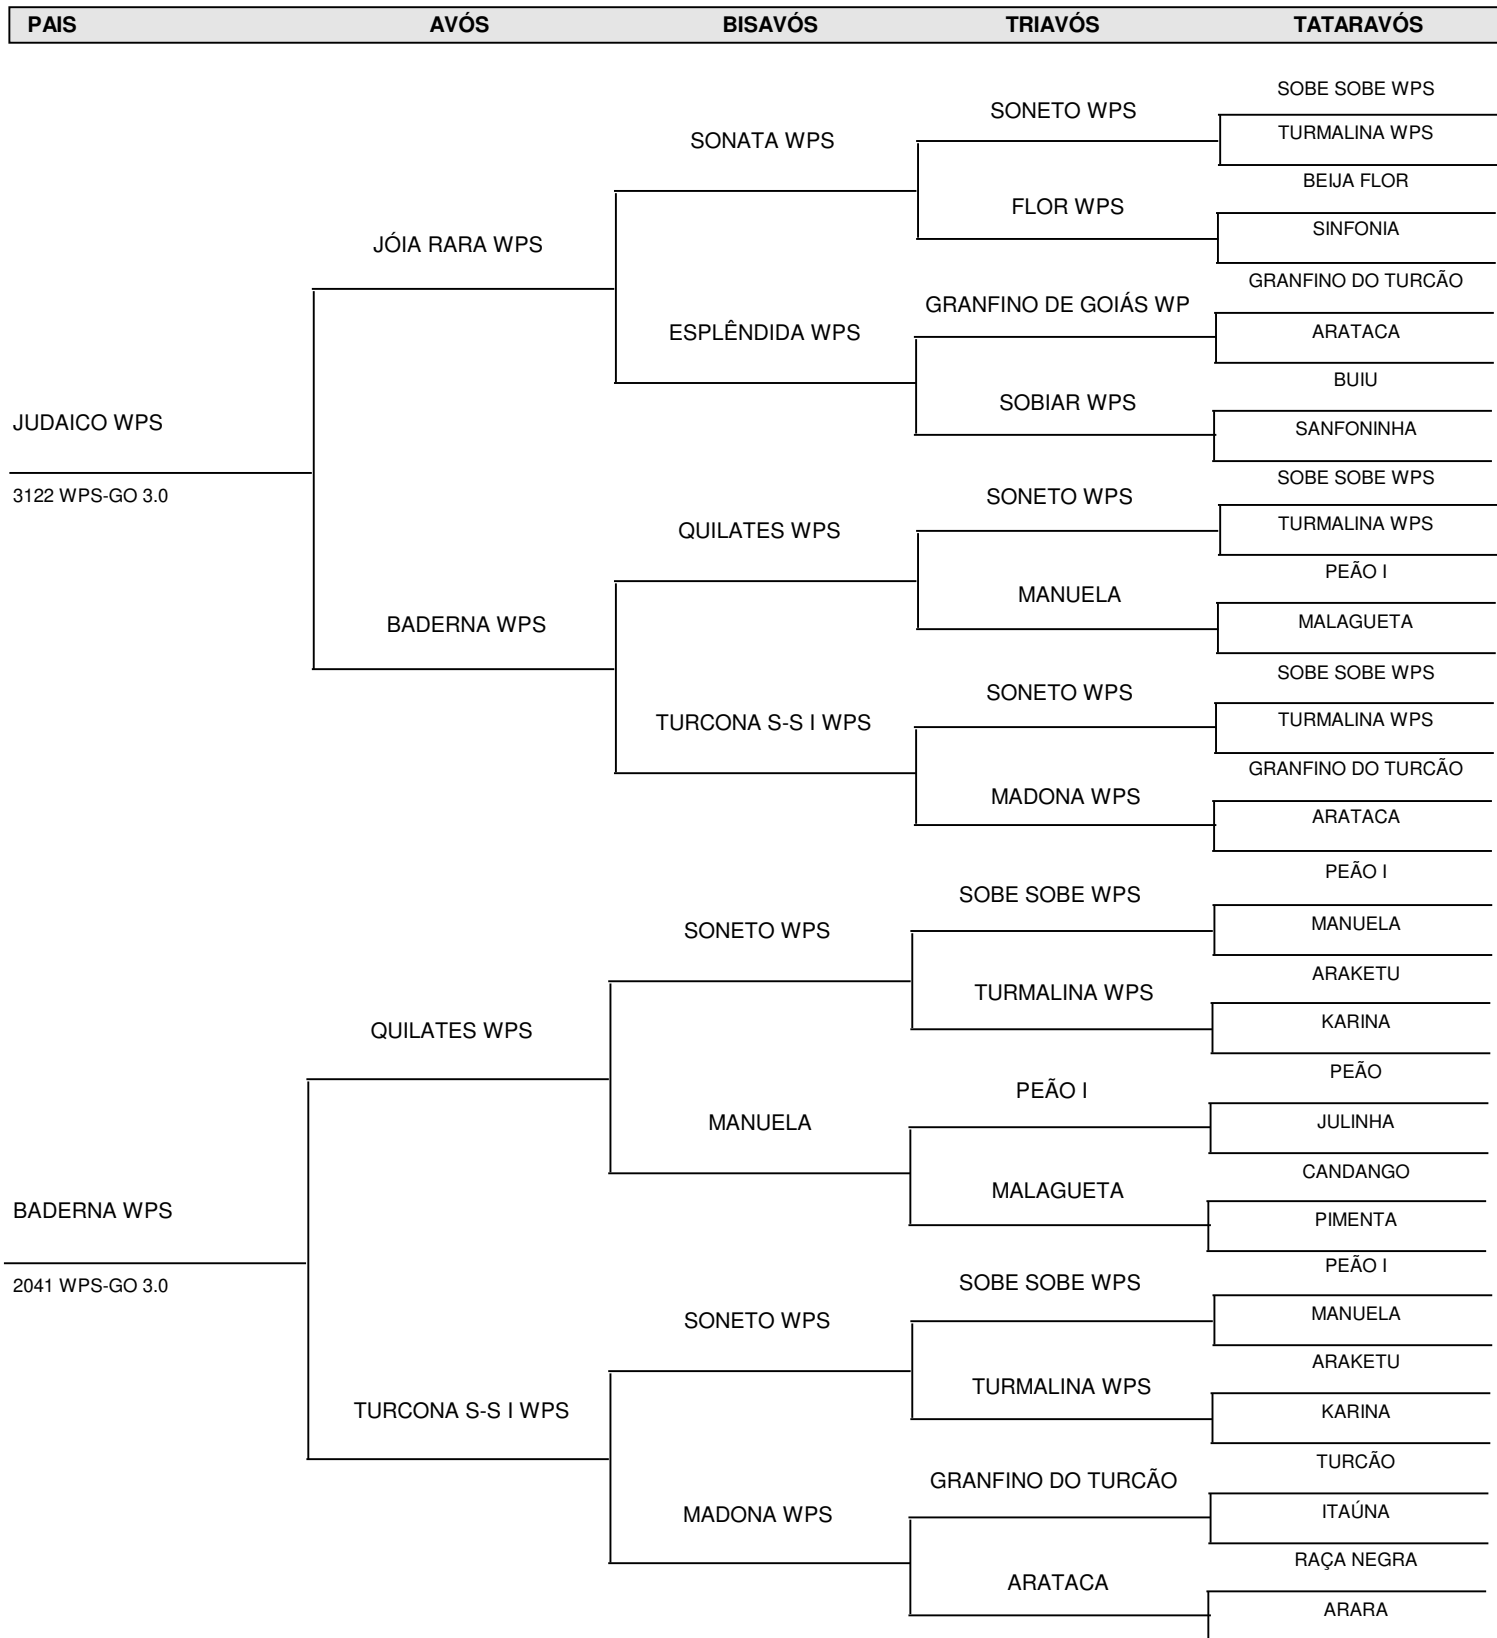 PAIS AVÓS BISAVÓS TRIAVÓS TATARAVÓS
SOBE SOBE WPS
SONETO WPS
TURMALINA WPS
SONATA WPS
BEIJA FLOR
FLOR WPS
SINFONIA
JÓIA RARA WPS
GRANFINO DO TURCÃO
GRANFINO DE GOIÁS WP
ESPLÊNDIDA WPS
ARATACA
BUIU
SOBIAR WPS
JUDAICO WPS
SANFONINHA
SOBE SOBE WPS
3122 WPS-GO 3.0
SONETO WPS
TURMALINA WPS
QUILATES WPS
PEÃO I
MANUELA
MALAGUETA
BADERNA WPS
SOBE SOBE WPS
SONETO WPS
TURMALINA WPS
TURCONA S-S I WPS
GRANFINO DO TURCÃO
MADONA WPS
ARATACA
PEÃO I
SOBE SOBE WPS
MANUELA
SONETO WPS
ARAKETU
TURMALINA WPS
KARINA
QUILATES WPS
PEÃO
PEÃO I
JULINHA
MANUELA
CANDANGO
MALAGUETA
BADERNA WPS
PIMENTA
PEÃO I
SOBE SOBE WPS
2041 WPS-GO 3.0
MANUELA
SONETO WPS
ARAKETU
TURMALINA WPS
TURCONA S-S I WPS
KARINA
TURCÃO
GRANFINO DO TURCÃO
ITAÚNA
MADONA WPS
RAÇA NEGRA
ARATACA
ARARA